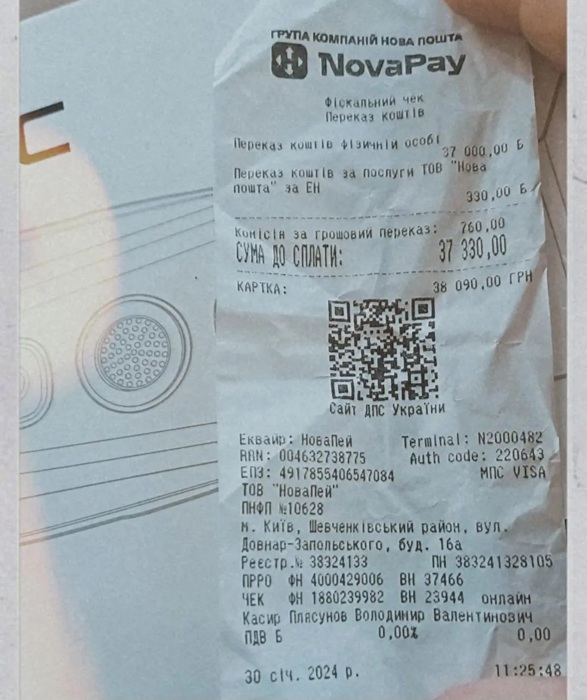 С
ГРУПА КОМПАНІЙ НОВА ПОШТА
NovaPay
Фіскальний чек
Переказ коштів
Переказ коштів фізичній особі
37 000,00 Б
Переказ коштів за послуги ТОВ "Нова
пошта" за ЕН
330,00 Б
Комісія за грошовий переказ: 760,00
СУМА ДО СПЛАТИ: 37 330,00
КАРТКА: 38 090,00 ГРН
Сайт ДПС України
Еквайр: НоваПей Terminal: N2000482
RRN: 004632738775 Auth code: 220643
ЕПЗ: 4917855406547084 МПС VISA
ТОВ "НоваПей"
ПНФП №10628
м. Київ, Шевченківський район, вул.
Довнар-Запольського, буд. 16а
Реєстр.№ 38324133 ПН 383241328105
ПРРО ФН 4000429006 ВН 37466
ЧЕК ФН 1880239982 ВН 23944 онлайн
Касир Плясунов Володимир Валентинович
ПДВ Б 0,00% 0,00
30 січ. 2024 р. 11:25:48